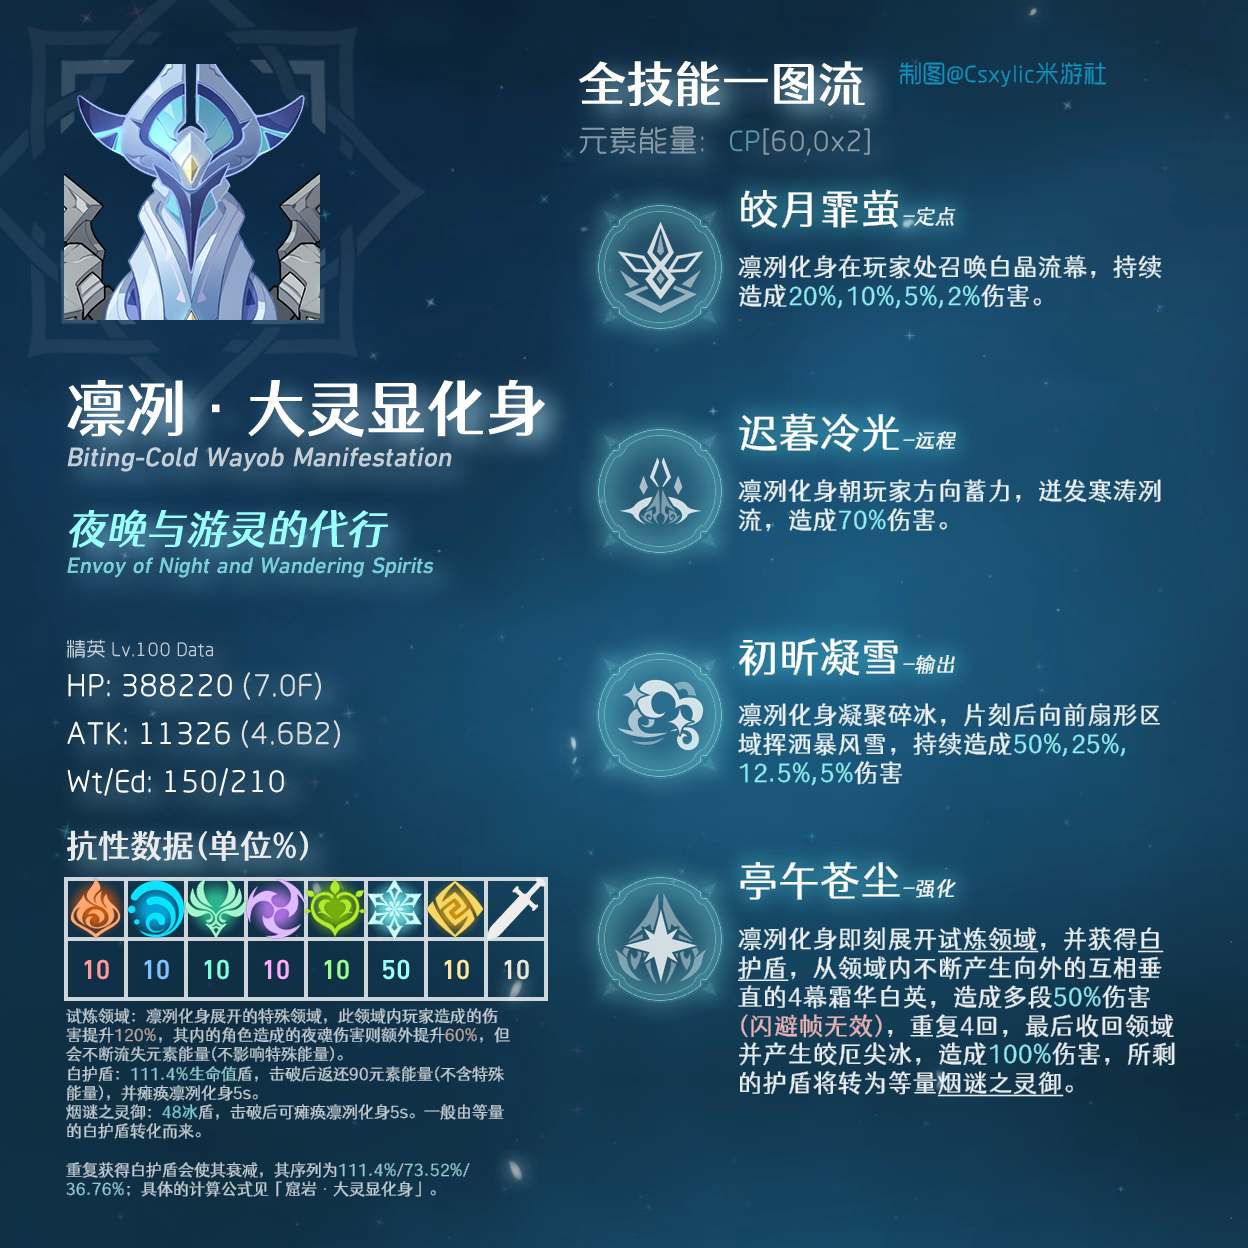 全技能一图流
制图@Csxylic米游社
元素能量：CP[60,0x2]
皎月霏萤-定点
凛冽化身在玩家处召唤白晶流幕，持续
造成20%,10%,5%,2%伤害。
迟暮冷光-远程
凛冽化身朝玩家方向蓄力，迸发寒涛冽
流，造成70%伤害。
初昕凝雪-输出
凛冽化身凝聚碎冰，片刻后向前扇形区
域挥洒暴风雪，持续造成50%,25%,
12.5%,5%伤害
亭午苍尘-强化
凛冽化身即刻展开试炼领域，并获得白
护盾，从领域内不断产生向外的互相垂
直的4幕霜华白英，造成多段50%伤害
(闪避帧无效)，重复4回，最后收回领域
并产生皎厄尖冰，造成100%伤害，所剩
的护盾将转为等量烟谜之灵御。
凛冽·大灵显化身
Biting-Cold Wayob Manifestation
夜晚与游灵的代行
Envoy of Night and Wandering Spirits
精英 Lv.100 Data
HP: 388220 (7.0F)
ATK: 11326 (4.6B2)
Wt/Ed: 150/210
抗性数据(单位%)
10 10 10 10 10 50 10 10
试炼领域：凛冽化身展开的特殊领域，此领域内玩家造成的伤
害提升120%，其内的角色造成的夜魂伤害则额外提升60%，但
会不断流失元素能量(不影响特殊能量)。
白护盾：111.4%生命值盾，击破后返还90元素能量(不含特殊
能量)，并瘫痪凛冽化身5s。
烟谜之灵御：48冰盾，击破后可瘫痪凛冽化身5s。一般由等量
的白护盾转化而来。
重复获得白护盾会使其衰减，其序列为111.4%/73.52%/
36.76%；具体的计算公式见「窟岩·大灵显化身」。